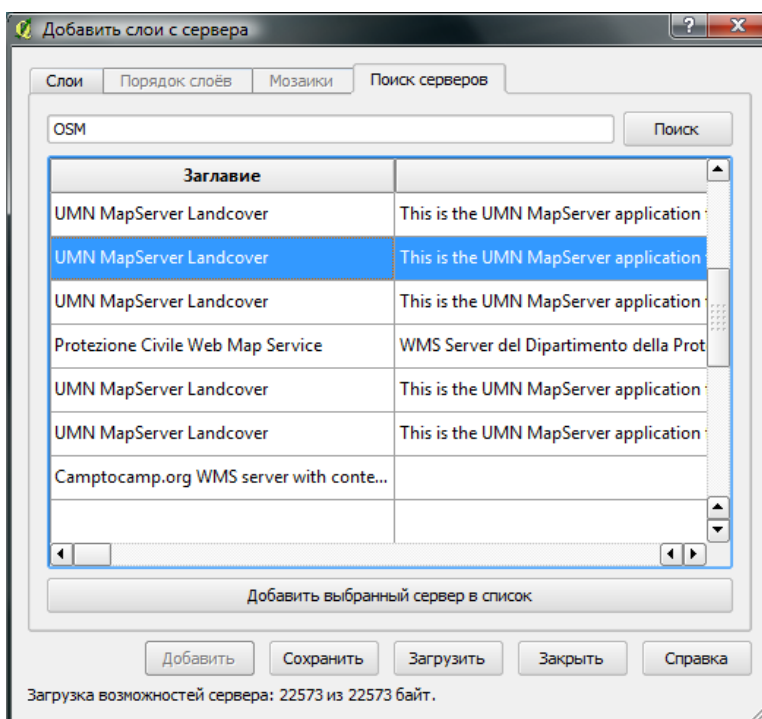 Добавить слои с сервера
Слои Порядок слоёв Мозаики Поиск серверов
OSM Поиск
Заглавие
UMN MapServer Landcover This is the UMN MapServer application
UMN MapServer Landcover This is the UMN MapServer application
UMN MapServer Landcover This is the UMN MapServer application
Protezione Civile Web Map Service WMS Server del Dipartimento della Prot
UMN MapServer Landcover This is the UMN MapServer application
UMN MapServer Landcover This is the UMN MapServer application
Camptocamp.org WMS server with conte...
Добавить выбранный сервер в список
Добавить Сохранить Загрузить Закрыть Справка
Загрузка возможностей сервера: 22573 из 22573 байт.